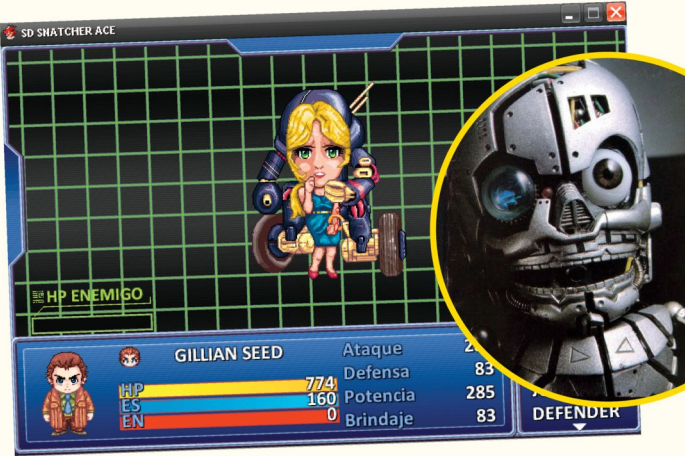 SD SNATCHER ACE
HP ENEMIGO
GILLIAN SEED
HP 774
ES 160
EN 0
Ataque
Defensa 83
Potencia 285
Brindaje 83
DEFENDER